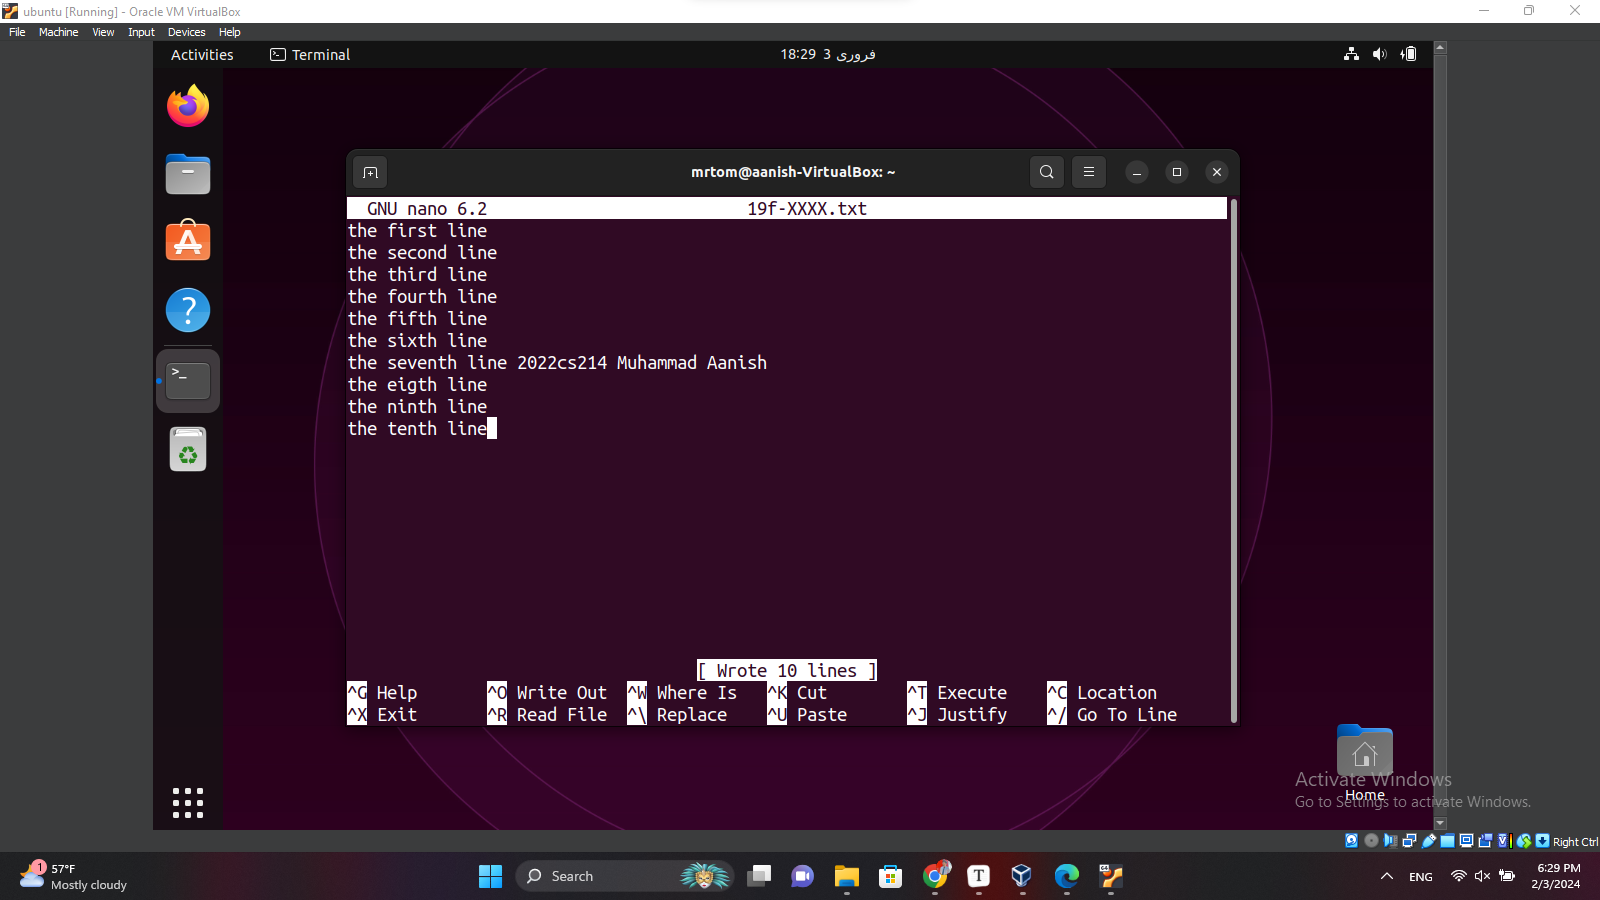 ubuntu [Running] - Oracle VM VirtualBox
File Machine View Input Devices Help
Activities Terminal 18:29 3 فروری
mrtom@aanish-VirtualBox: ~
GNU nano 6.2 19f-XXXX.txt
the first line
the second line
the third line
the fourth line
the fifth line
the sixth line
the seventh line 2022cs214 Muhammad Aanish
the eigth line
the ninth line
the tenth line
[ Wrote 10 lines ]
^G Help ^O Write Out ^W Where Is ^K Cut ^T Execute ^C Location
^X Exit ^R Read File ^\ Replace ^U Paste ^J Justify ^/ Go To Line
Home
Activate Windows
Go to Settings to activate Windows.
Right Ctrl
1
57°F
Mostly cloudy
Search
T
ENG
6:29 PM
2/3/2024